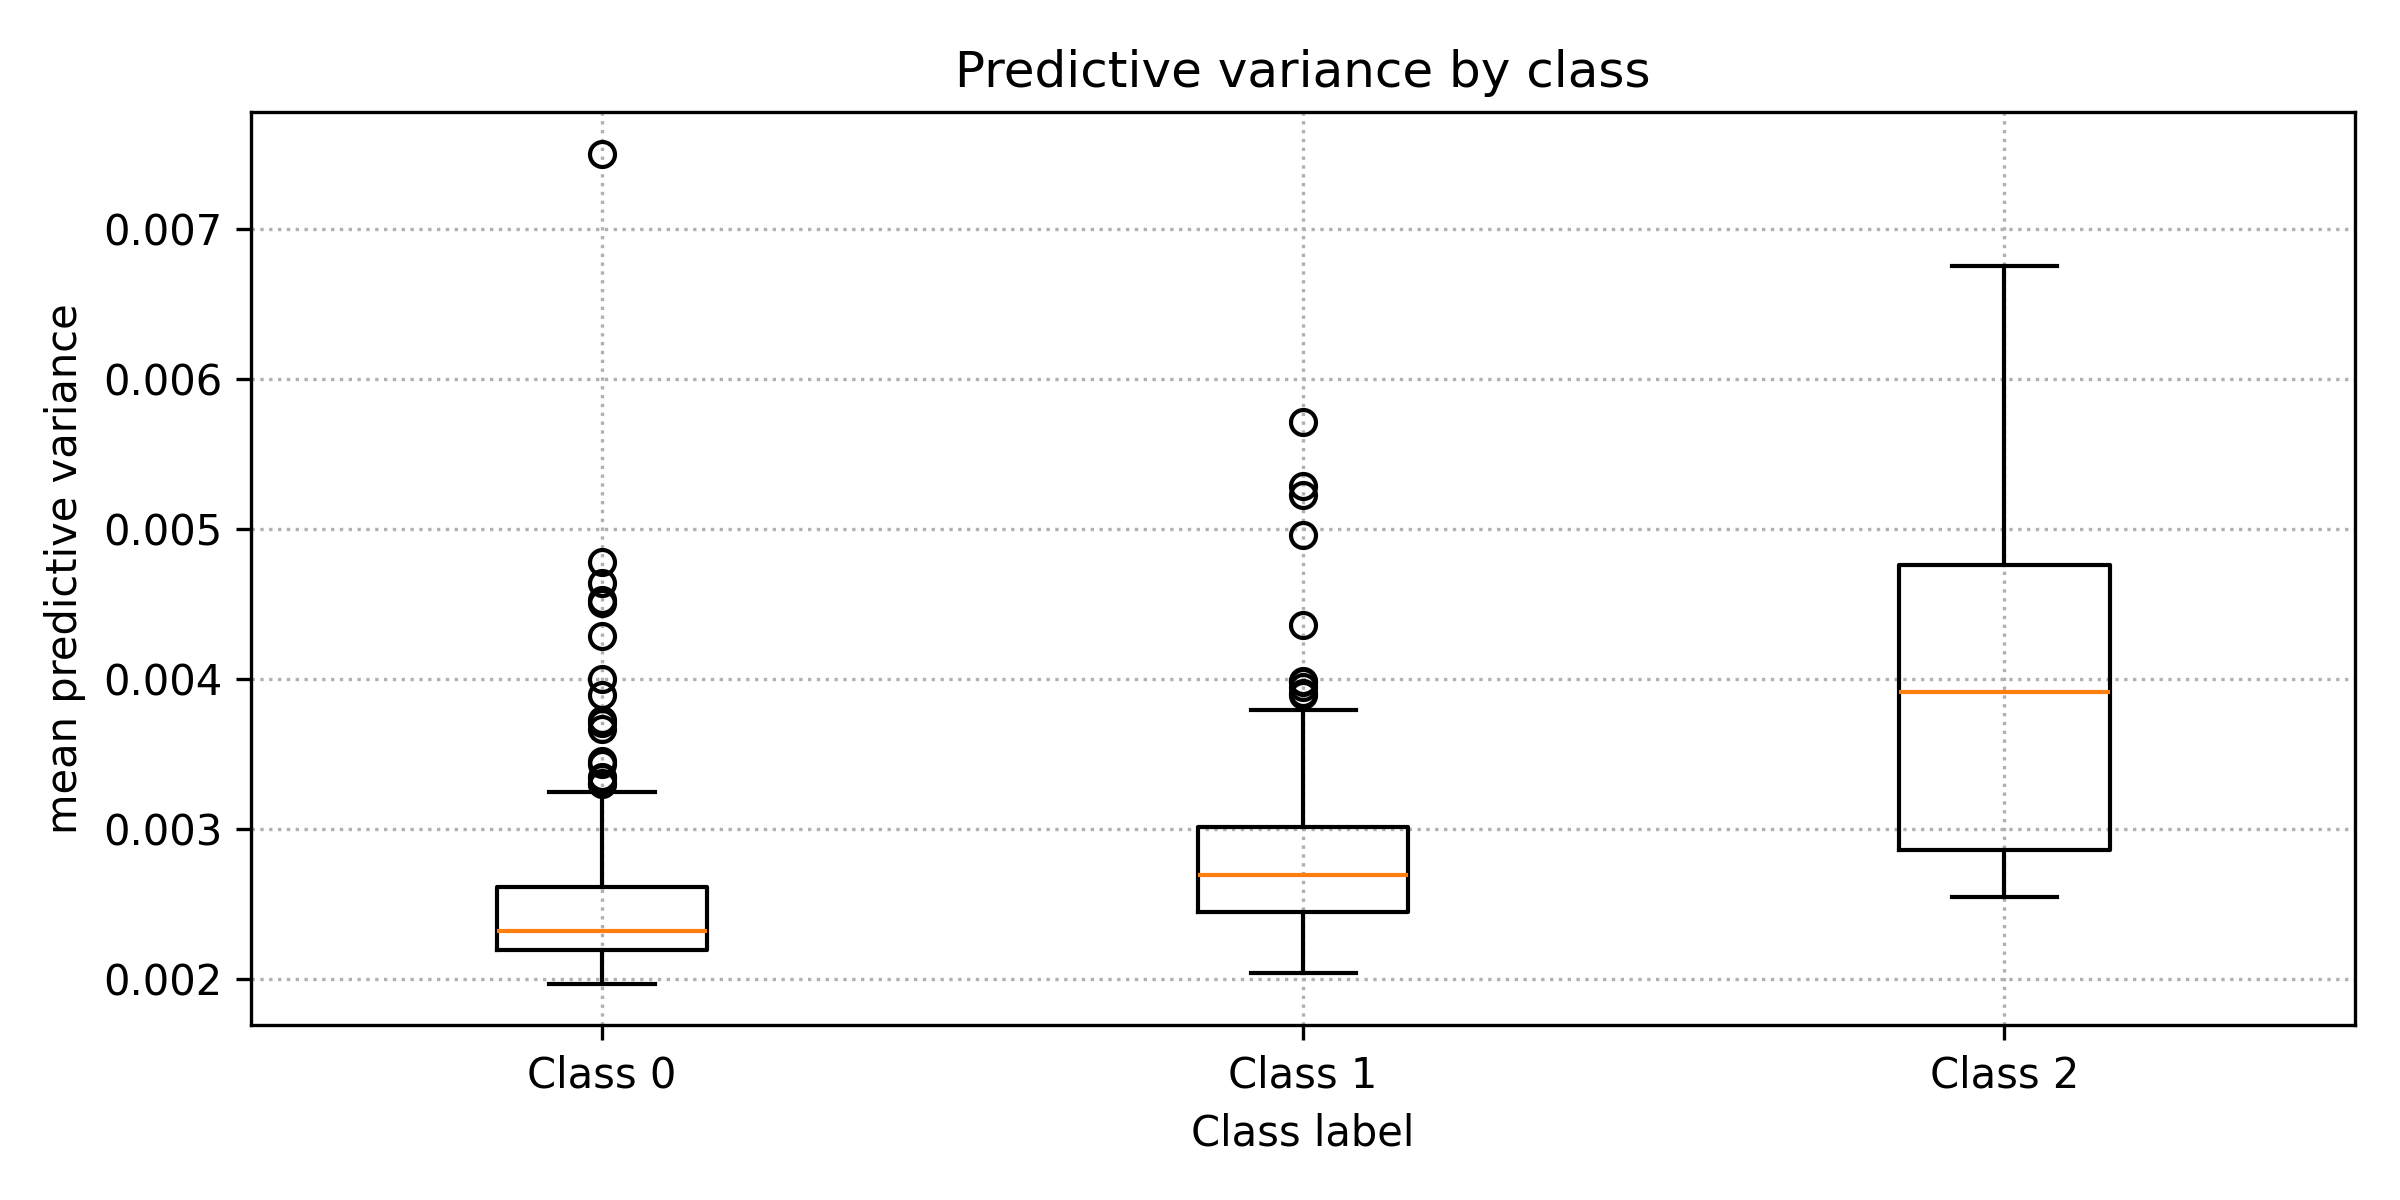 Predictive variance by class
mean predictive variance
0.007
0.006
0.005
0.004
0.003
0.002
Class 0
Class 1
Class 2
Class label